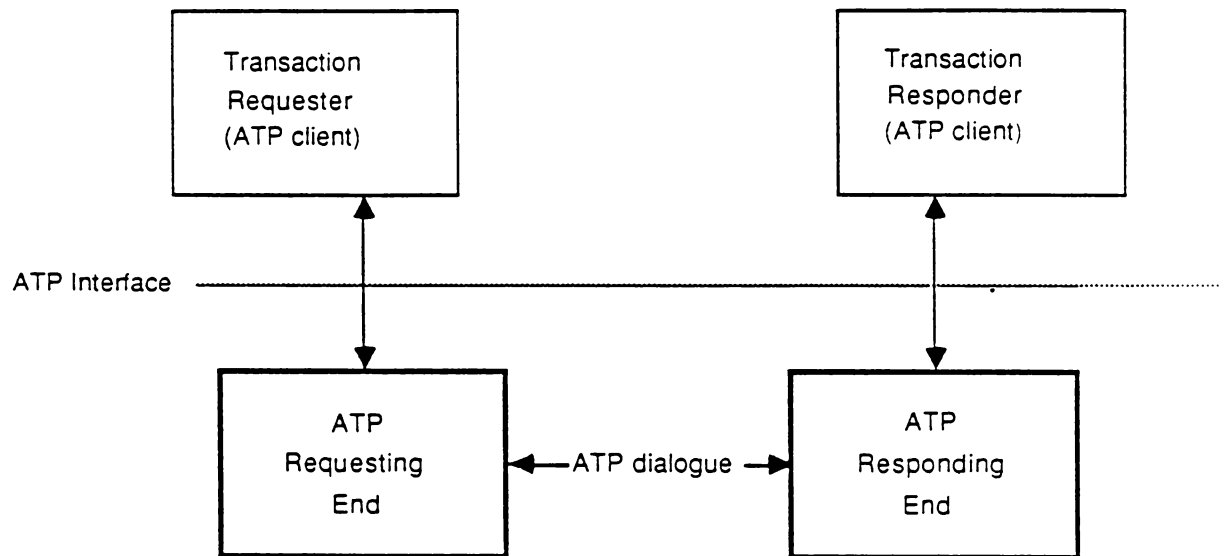 Transaction
Requester
(ATP client)
Transaction
Responder
(ATP client)
ATP Interface
ATP
Requesting
End
ATP dialogue
ATP
Responding
End